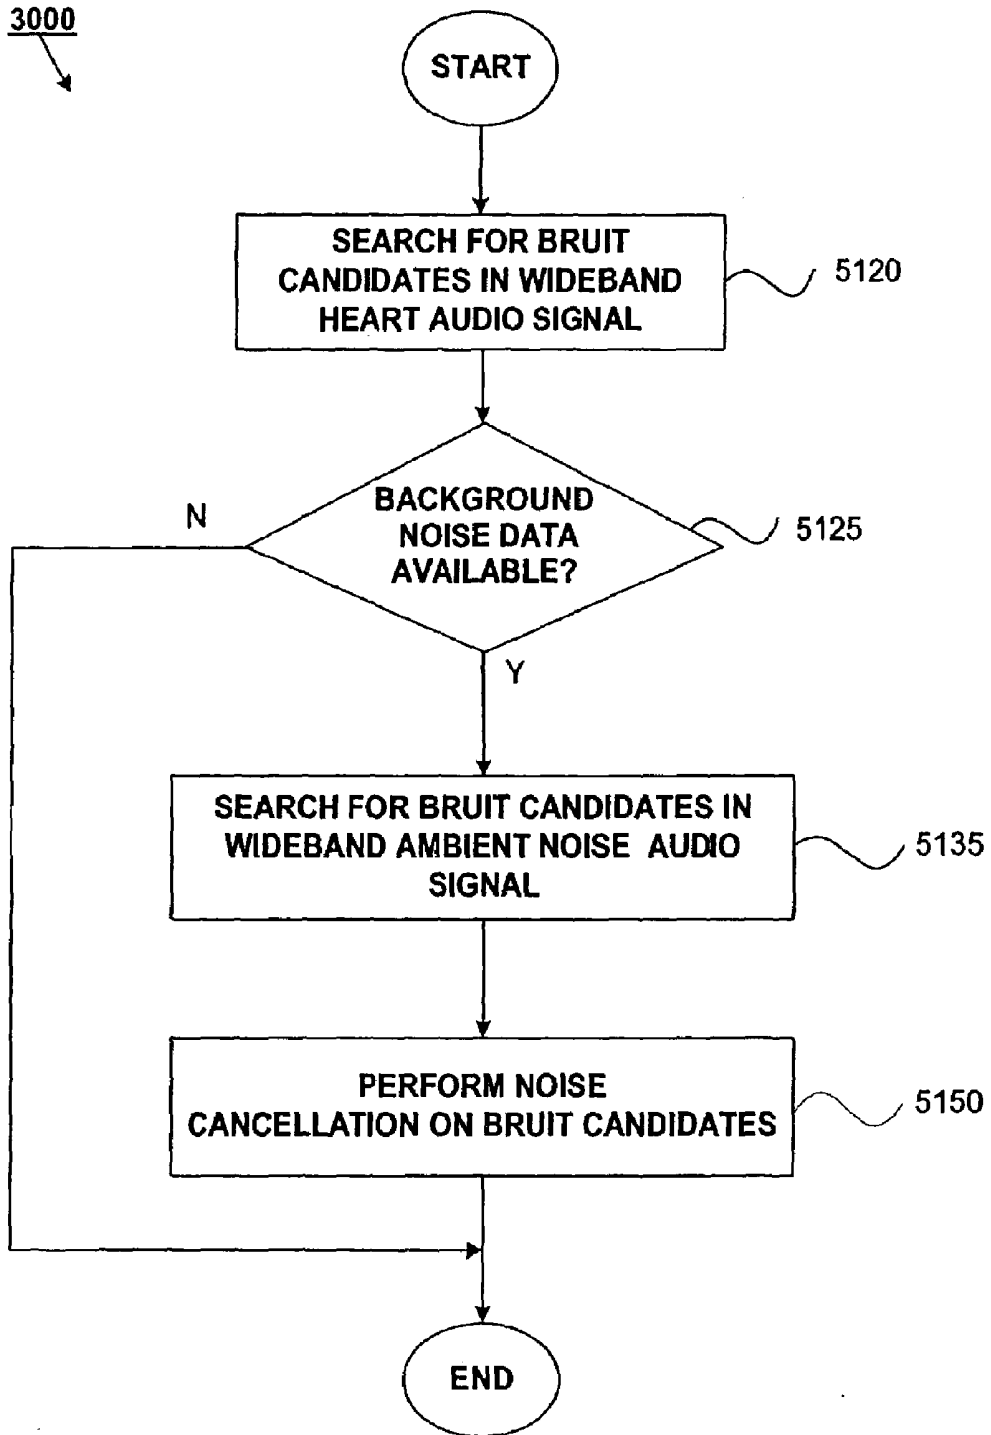 3000
START
SEARCH FOR BRUIT
CANDIDATES IN WIDEBAND
HEART AUDIO SIGNAL
5120
BACKGROUND
NOISE DATA
AVAILABLE?
5125
N
Y
SEARCH FOR BRUIT CANDIDATES IN
WIDEBAND AMBIENT NOISE AUDIO
SIGNAL
5135
PERFORM NOISE
CANCELLATION ON BRUIT CANDIDATES
5150
END